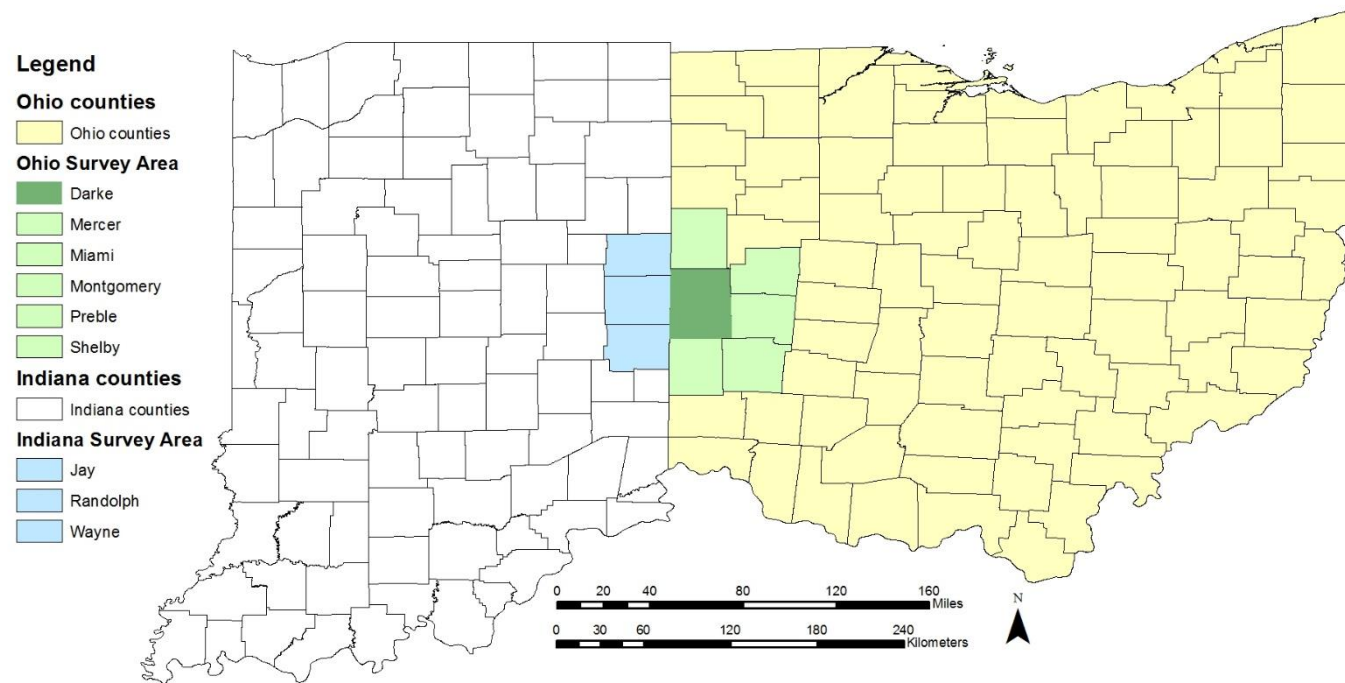 Legend
Ohio counties
Ohio counties
Ohio Survey Area
Darke
Mercer
Miami
Montgomery
Preble
Shelby
Indiana counties
Indiana counties
Indiana Survey Area
Jay
Randolph
Wayne
0 20 40 80 120 160
Miles
0 30 60 120 180 240
Kilometers
N